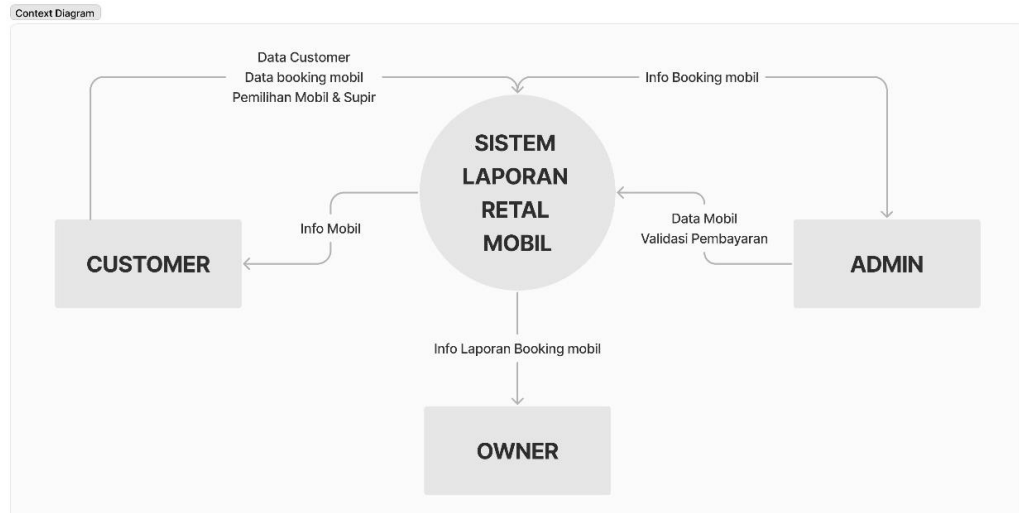 Context Diagram
Data Customer
Data booking mobil
Pemilihan Mobil & Supir
Info Booking mobil
SISTEM
LAPORAN
RETAL
MOBIL
Info Mobil
Data Mobil
Validasi Pembayaran
CUSTOMER
ADMIN
Info Laporan Booking mobil
OWNER